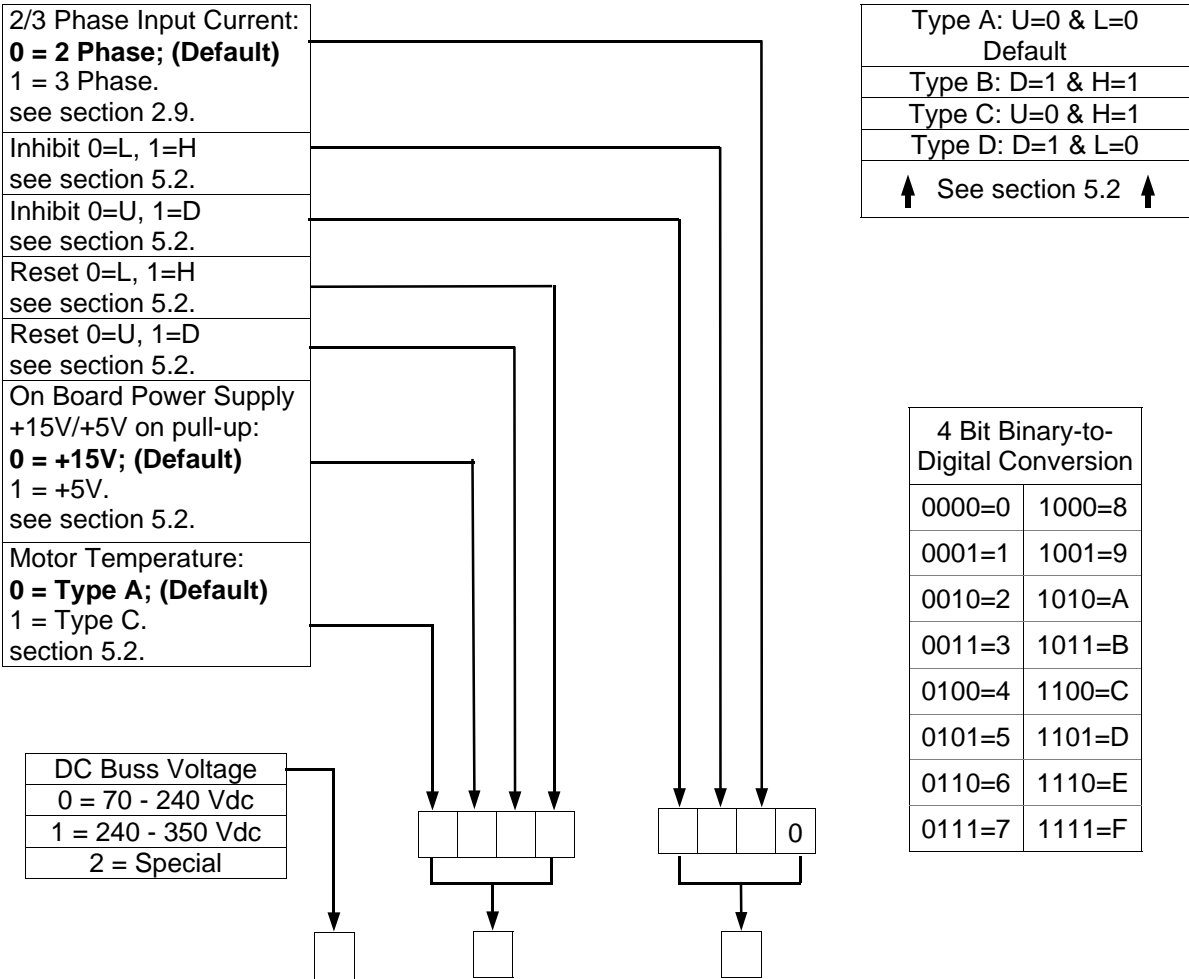 2/3 Phase Input Current:
0 = 2 Phase; (Default)
1 = 3 Phase.
see section 2.9.
Inhibit 0=L, 1=H
see section 5.2.
Inhibit 0=U, 1=D
see section 5.2.
Reset 0=L, 1=H
see section 5.2.
Reset 0=U, 1=D
see section 5.2.
On Board Power Supply
+15V/+5V on pull-up:
0 = +15V; (Default)
1 = +5V.
see section 5.2.
Motor Temperature:
0 = Type A; (Default)
1 = Type C.
section 5.2.
Type A: U=0 & L=0
Default
Type B: D=1 & H=1
Type C: U=0 & H=1
Type D: D=1 & L=0
See section 5.2
4 Bit Binary-to-
Digital Conversion
0000=0 1000=8
0001=1 1001=9
0010=2 1010=A
0011=3 1011=B
0100=4 1100=C
0101=5 1101=D
0110=6 1110=E
0111=7 1111=F
DC Buss Voltage
0 = 70 - 240 Vdc
1 = 240 - 350 Vdc
2 = Special
0